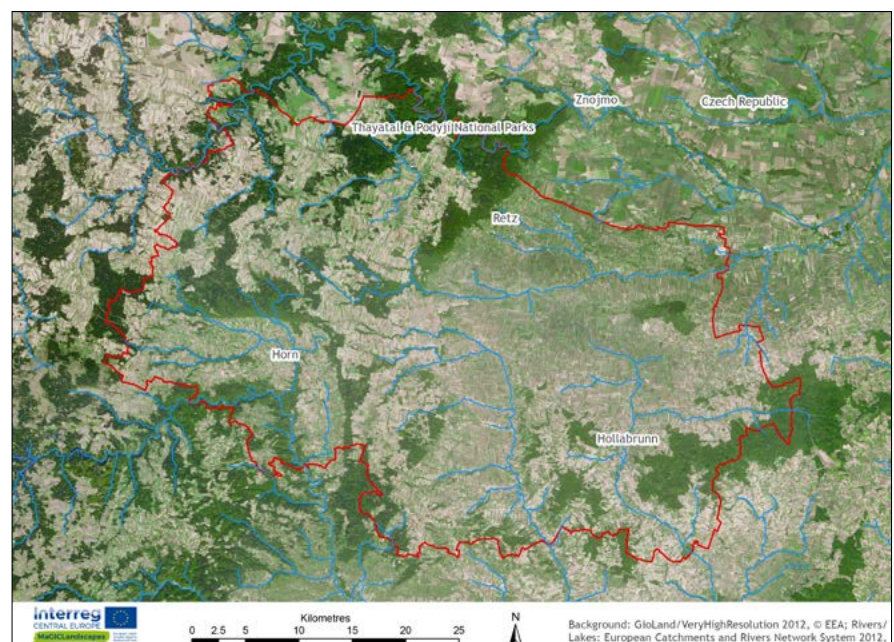 Znojmo
Czech Republic
Thayatal & Podyji National Parks
Retz
Horn
Hollabrunn
Interreg
CENTRAL EUROPE
MaGICLandscapes
Kilometres
0 2.5 5 10 15 20 25
N
Background: GioLand/VeryHighResolution 2012, © EEA; Rivers/
Lakes: European Catchments and Rivers Network System 2012